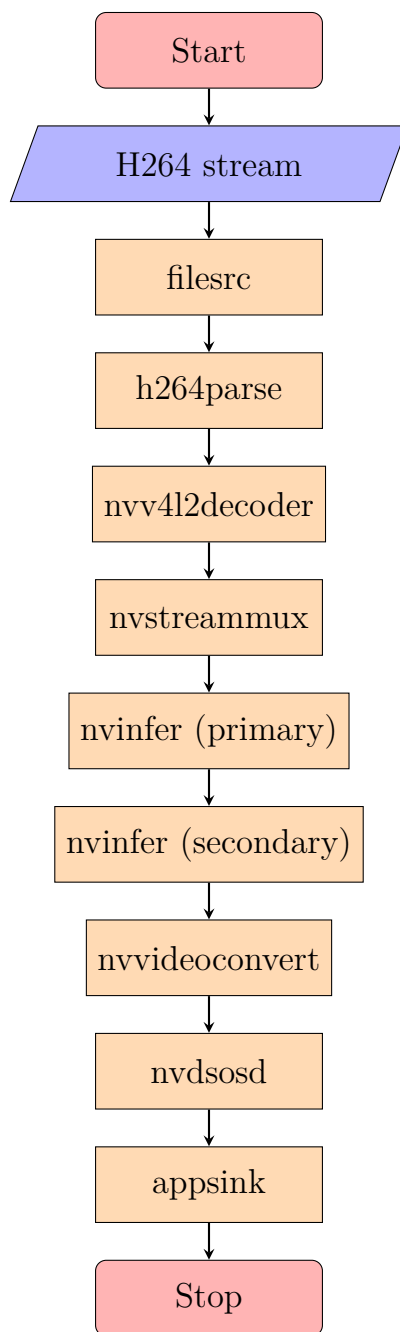 Start
H264 stream
filesrc
h264parse
nvv4l2decoder
nvstreammux
nvinfer (primary)
nvinfer (secondary)
nvvideoconvert
nvdsosd
appsink
Stop